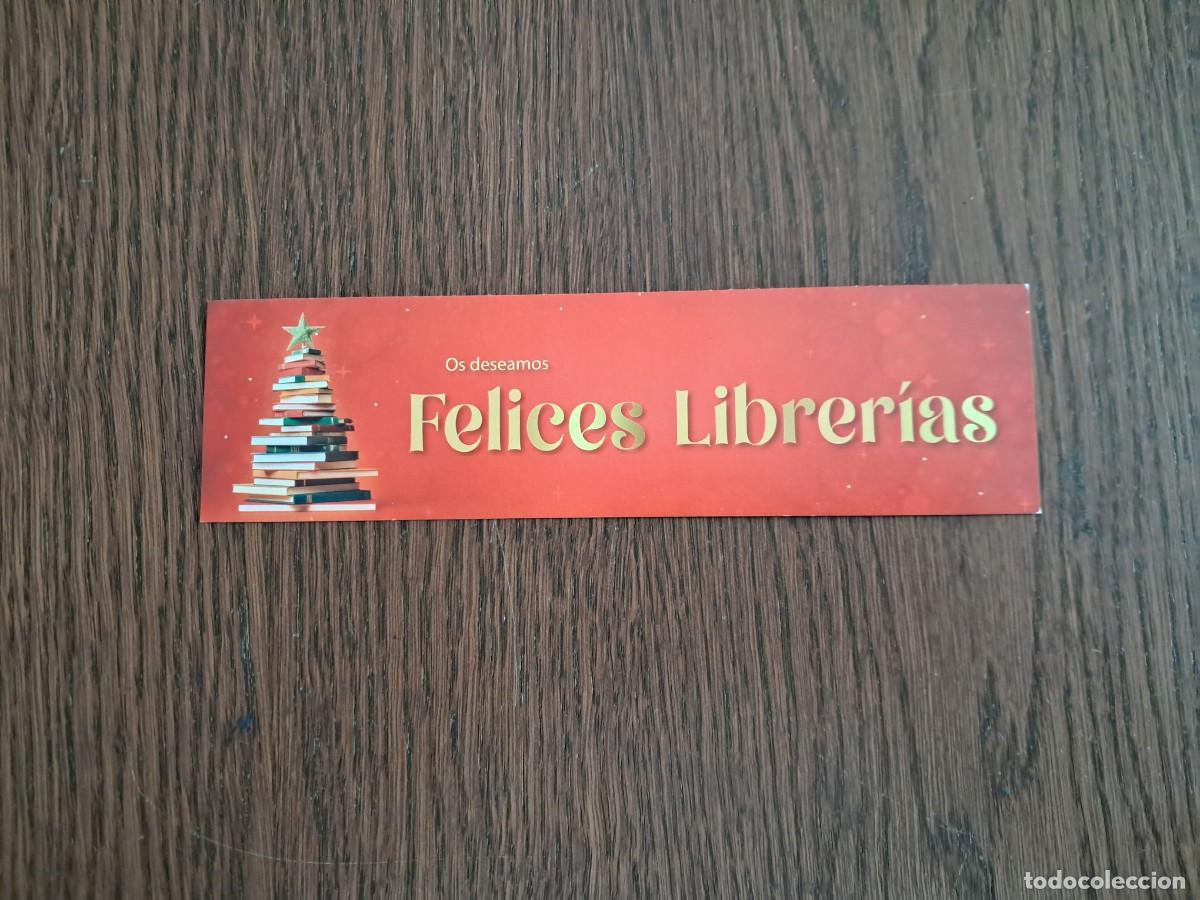 Os deseamos
Felices Librerías
todocoleccion